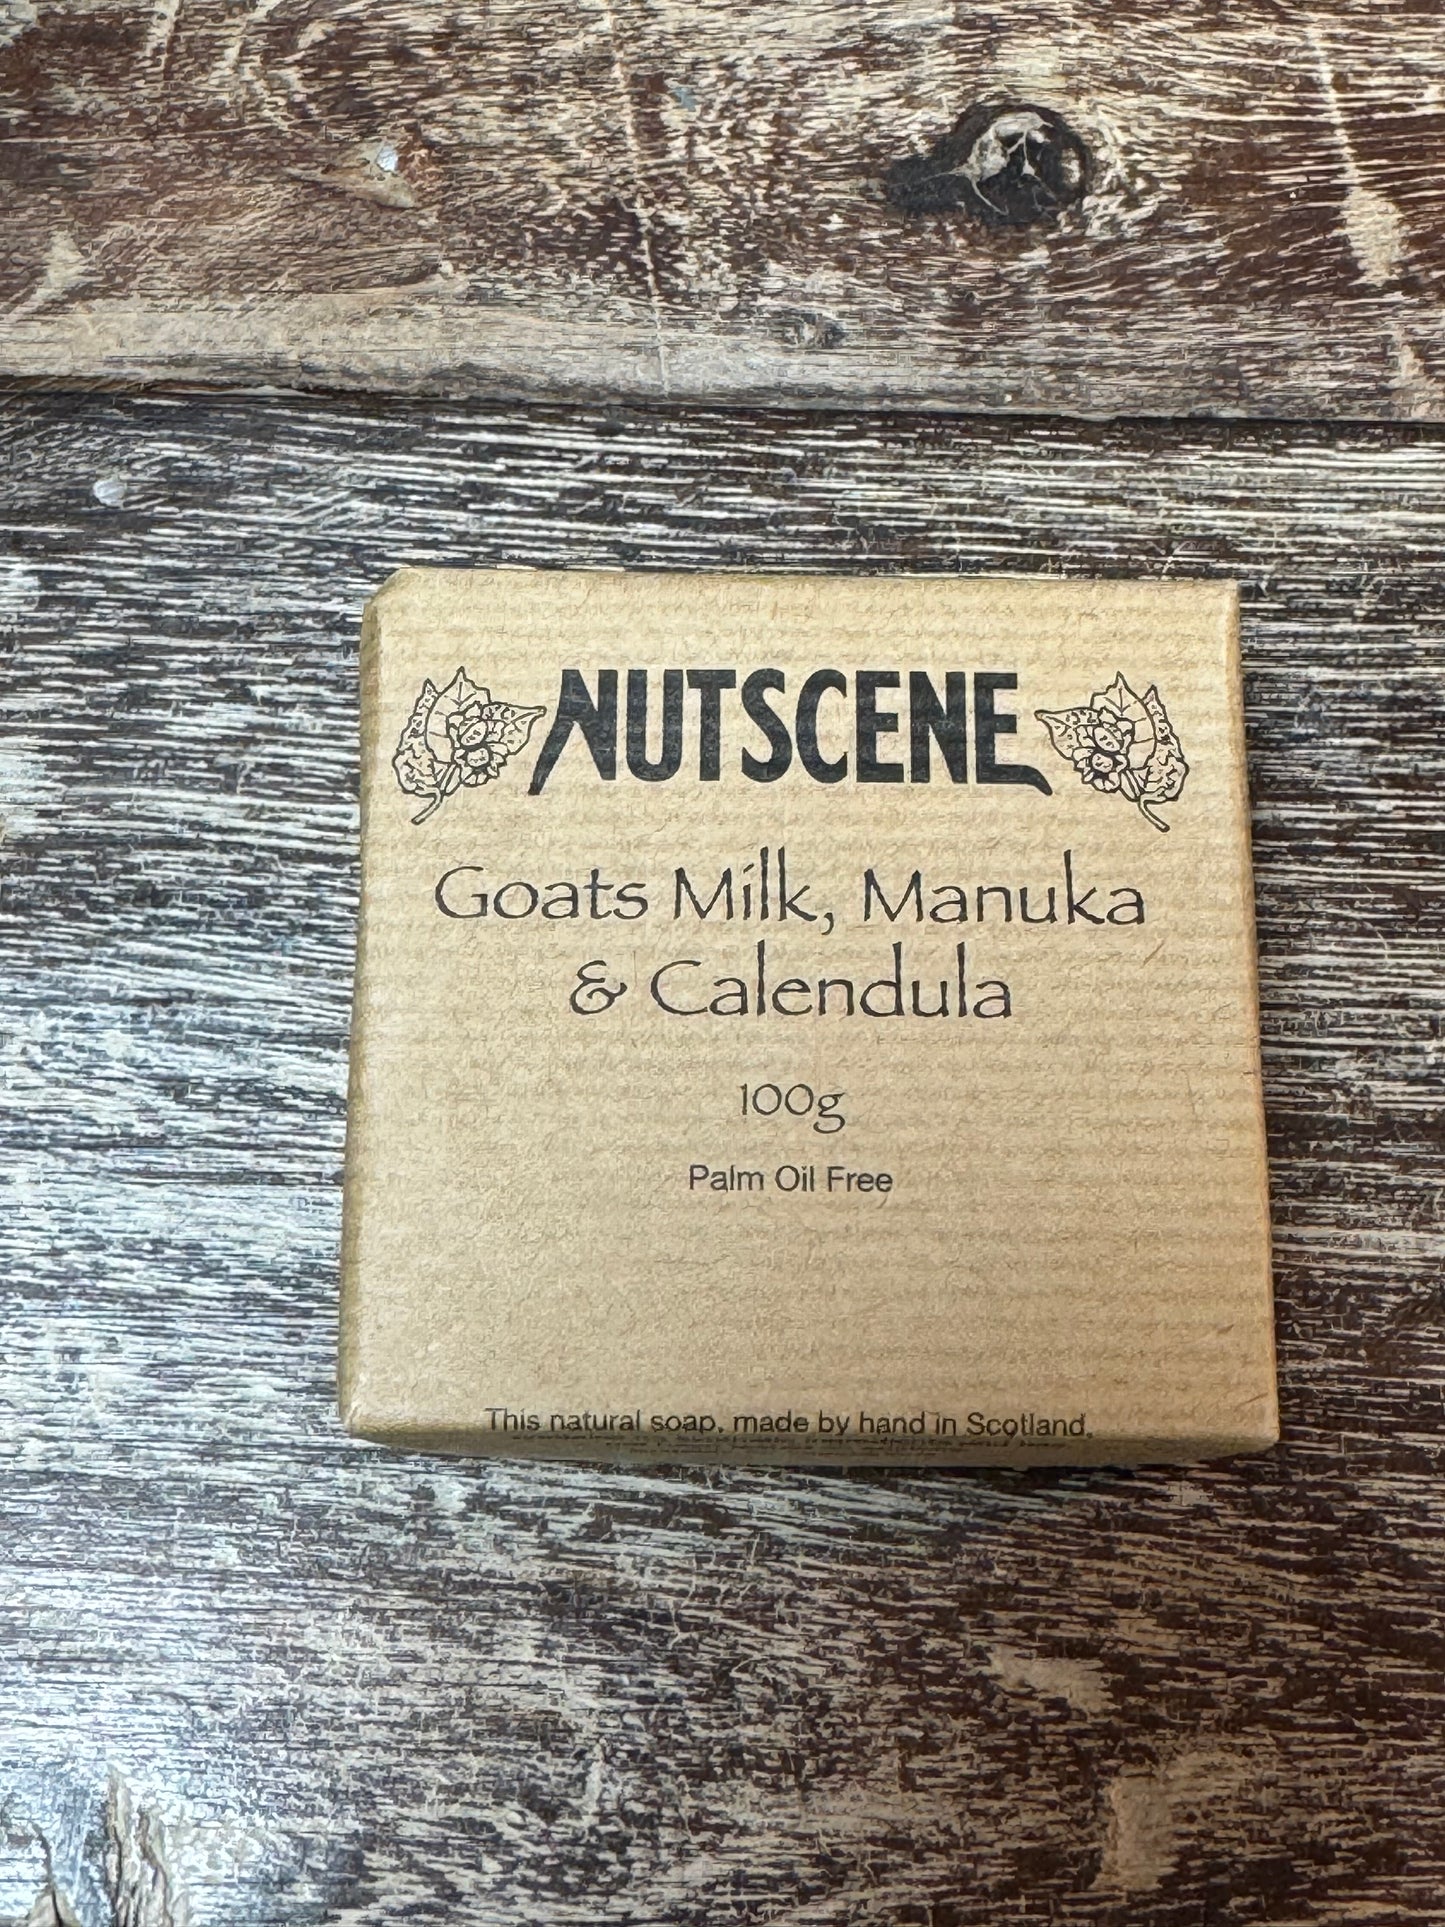 NUTSCENE
Goats Milk, Manuka
& Calendula
100g
Palm Oil Free
This natural soap, made by hand in Scotland,